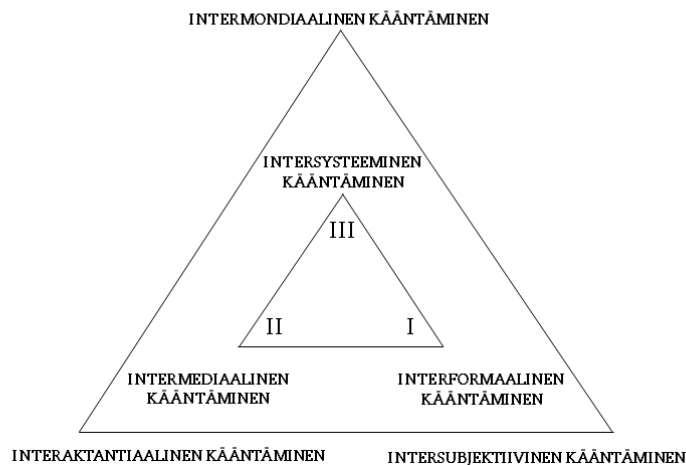 INTERMONDIAALINEN KÄÄNTÄMINEN
INTERSYSTEEMINEN
KÄÄNTÄMINEN
III
II
I
INTERMEDIAALINEN
KÄÄNTÄMINEN
INTERFORMAALINEN
KÄÄNTÄMINEN
INTERAKTANTIAALINEN KÄÄNTÄMINEN
INTERSUBJEKTIIVINEN KÄÄNTÄMINEN